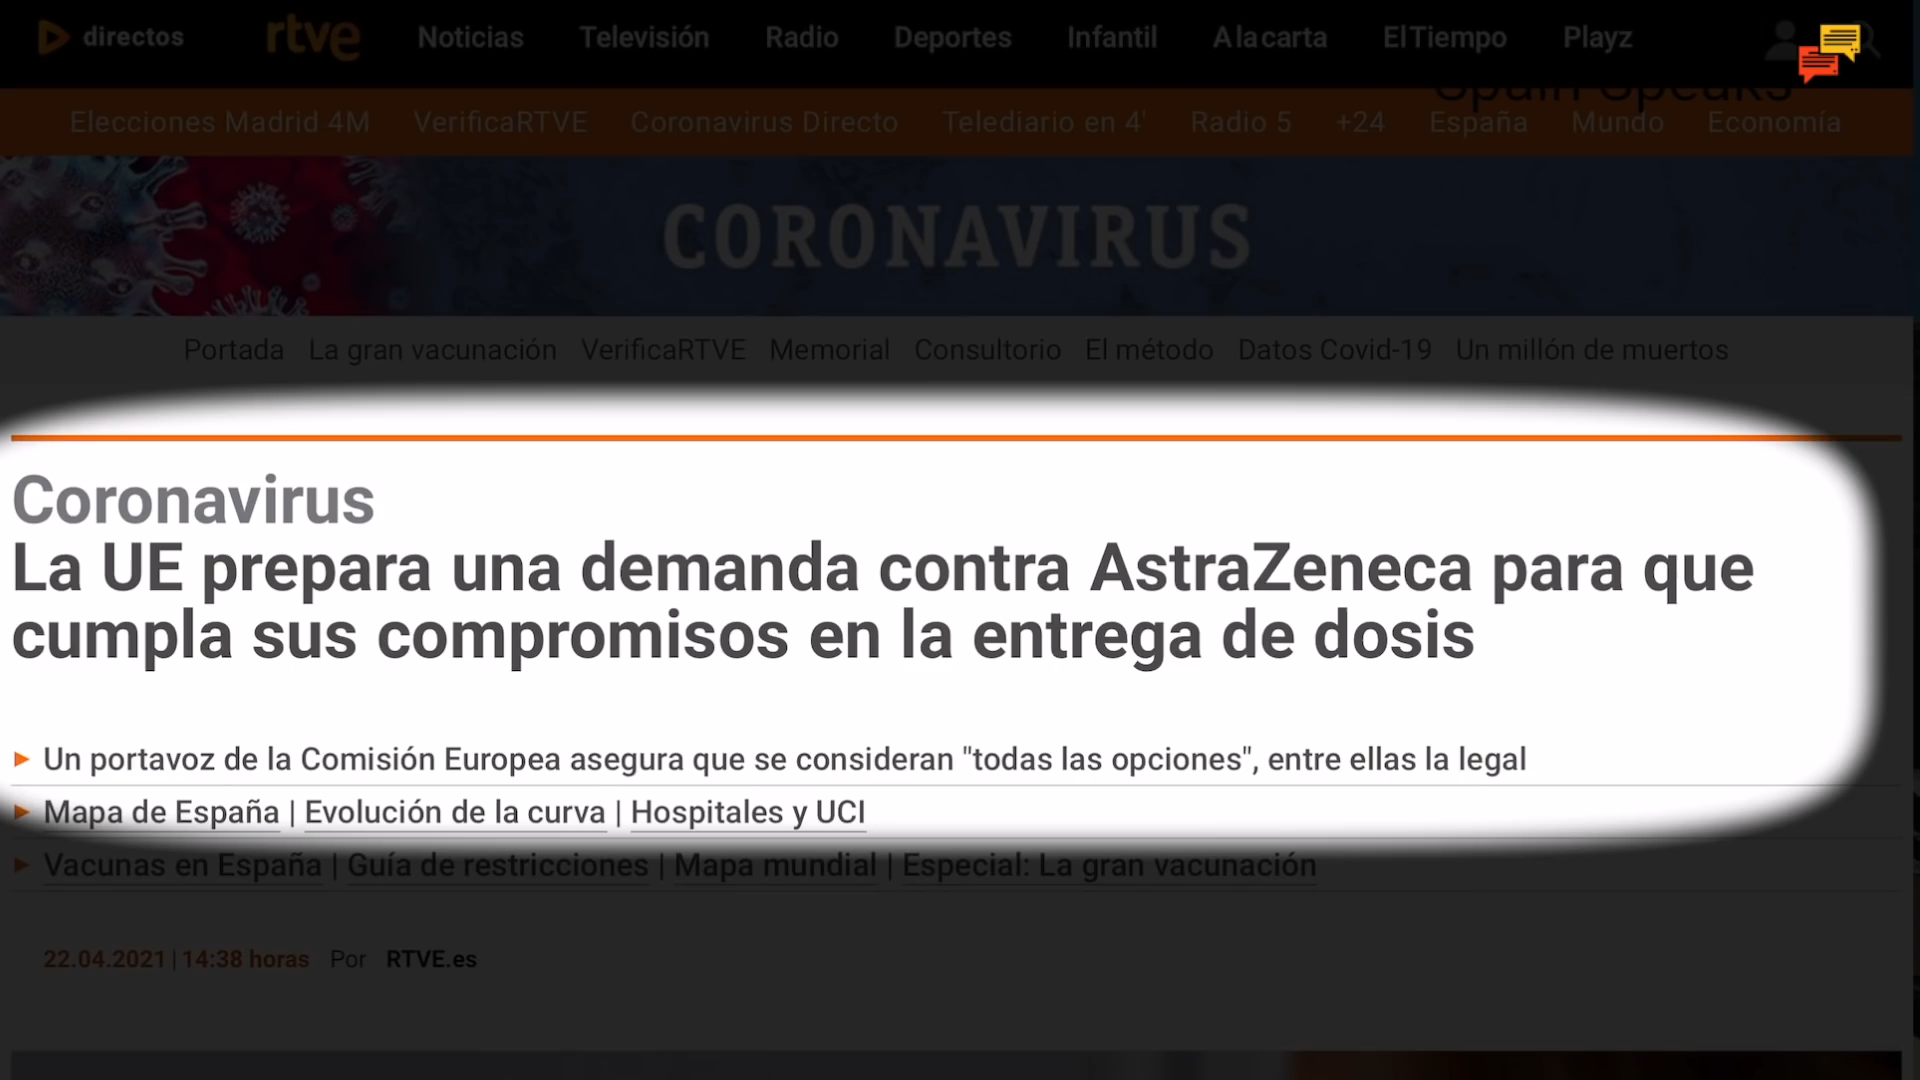 directos rtve Noticias Televisión Radio Deportes Infantil A la carta El Tiempo Playz
Spain Speaks
Elecciones Madrid 4M VerificaRTVE Coronavirus Directo Telediario en 4' Radio 5 +24 España Mundo Economía
CORONAVIRUS
Portada La gran vacunación VerificaRTVE Memorial Consultorio El método Datos Covid-19 Un millón de muertos
Coronavirus
La UE prepara una demanda contra AstraZeneca para que
cumpla sus compromisos en la entrega de dosis
Un portavoz de la Comisión Europea asegura que se consideran "todas las opciones", entre ellas la legal
Mapa de España | Evolución de la curva | Hospitales y UCI
Vacunas en España | Guía de restricciones | Mapa mundial | Especial: La gran vacunación
22.04.2021 | 14:38 horas Por RTVE.es